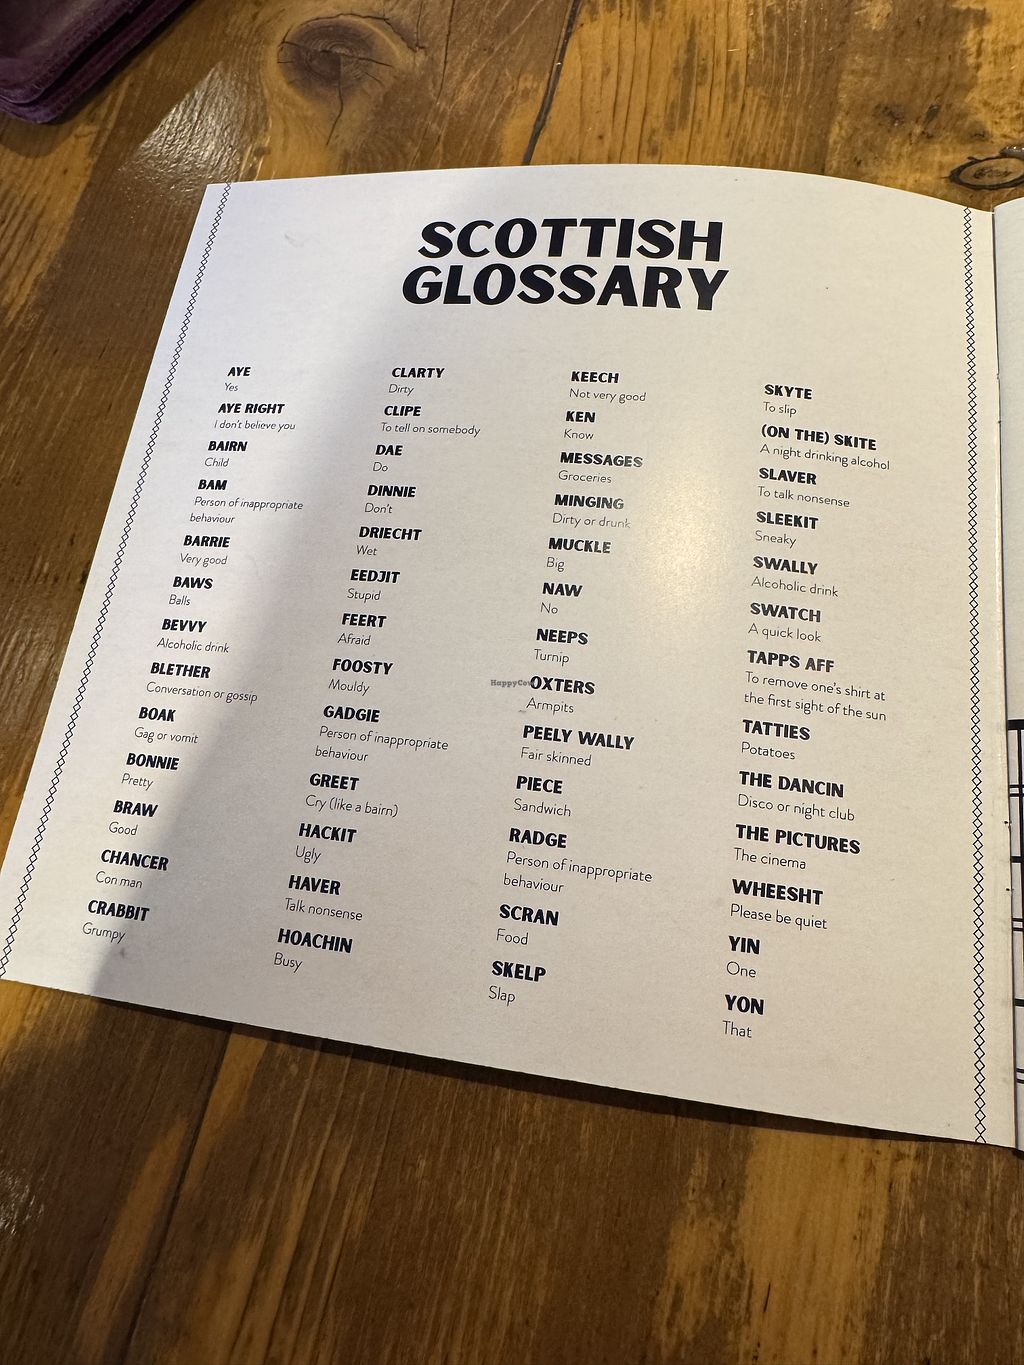 SCOTTISH
GLOSSARY
AYE
Yes
AYE RIGHT
I don't believe you
BAIRN
Child
BAM
Person of inappropriate
behaviour
BARRIE
Very good
BAWS
Balls
BEVVY
Alcoholic drink
BLETHER
Conversation or gossip
BOAK
Gag or vomit
BONNIE
Pretty
BRAW
Good
CHANCER
Con man
CRABBIT
Grumpy
CLARTY
Dirty
CLIPE
To tell on somebody
DAE
Do
DINNIE
Don't
DRIECHT
Wet
EEDJIT
Stupid
FEERT
Afraid
FOOSTY
Mouldy
GADGIE
Person of inappropriate
behaviour
GREET
Cry (like a bairn)
HACKIT
Ugly
HAVER
Talk nonsense
HOACHIN
Busy
KEECH
Not very good
KEN
Know
MESSAGES
Groceries
MINGING
Dirty or drunk
MUCKLE
Big
NAW
No
NEEPS
Turnip
HappyCow
OXTERS
Armpits
PEELY WALLY
Fair skinned
PIECE
Sandwich
RADGE
Person of inappropriate
behaviour
SCRAN
Food
SKELP
Slap
SKYTE
To slip
(ON THE) SKITE
A night drinking alcohol
SLAVER
To talk nonsense
SLEEKIT
Sneaky
SWALLY
Alcoholic drink
SWATCH
A quick look
TAPPS AFF
To remove one's shirt at
the first sight of the sun
TATTIES
Potatoes
THE DANCIN
Disco or night club
THE PICTURES
The cinema
WHEESHT
Please be quiet
YIN
One
YON
That